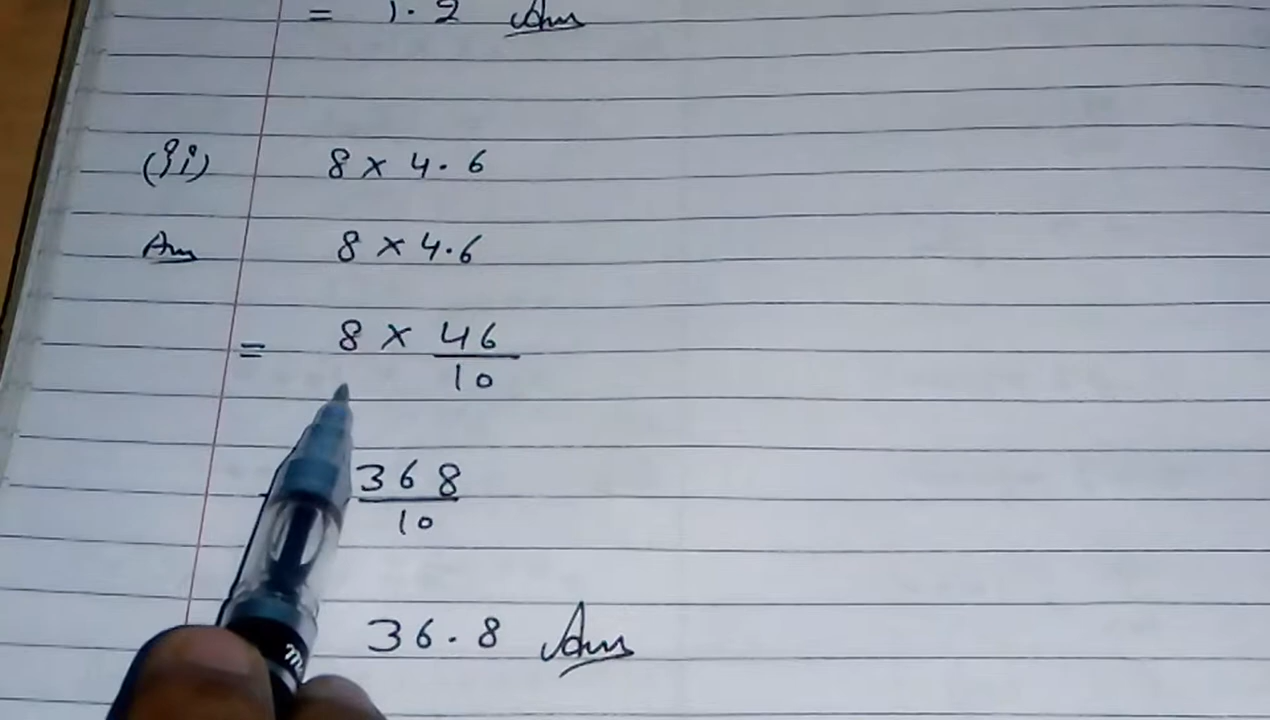 = 1.2 Ans
(ii) 8 × 4.6
Ans 8 × 4.6
= 8 × 46/10
368/10
36.8 Ans